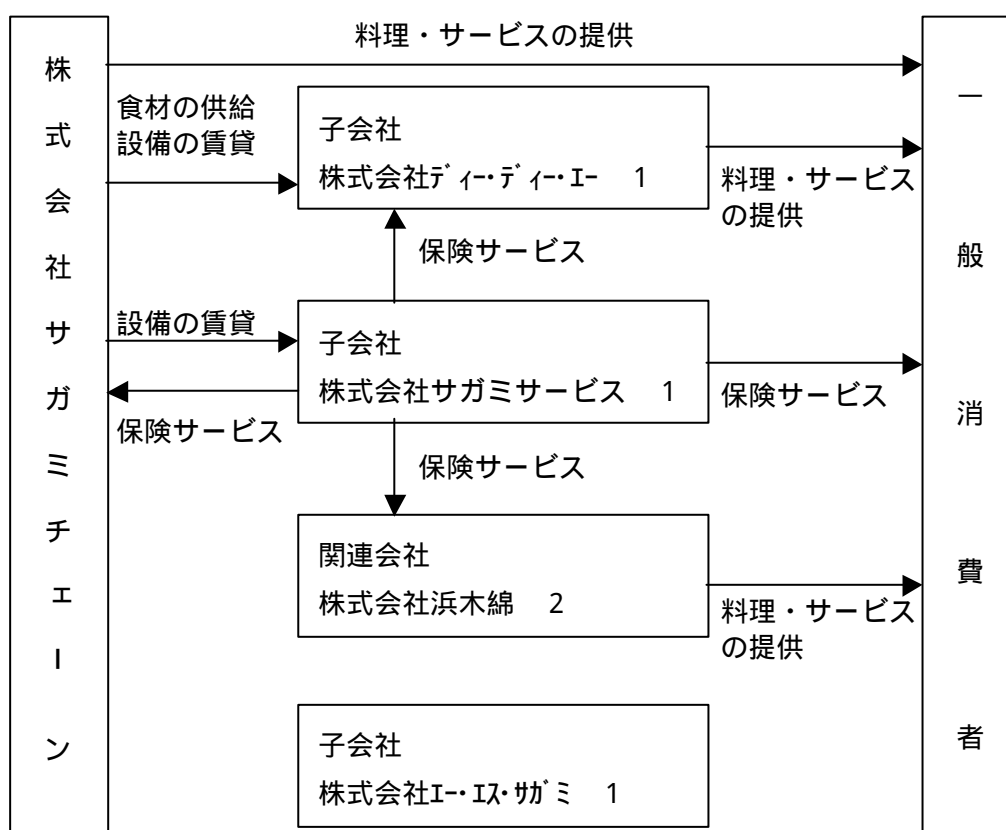 料理・サービスの提供
株式会社サガミチェーン
一般消費者
食材の供給
設備の賃貸
子会社
株式会社ディー・ディー・エー 1
料理・サービス
の提供
保険サービス
設備の賃貸
子会社
株式会社サガミサービス 1
保険サービス
保険サービス
保険サービス
関連会社
株式会社浜木綿 2
料理・サービス
の提供
子会社
株式会社エー・エス・サガミ 1